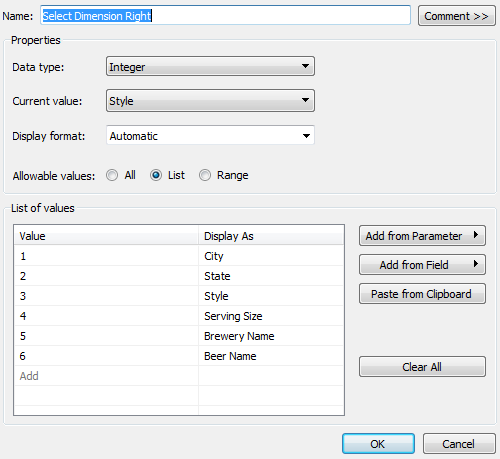 Name: Select Dimension Right Comment >>
Properties
Data type: Integer
Current value: Style
Display format: Automatic
Allowable values: All List Range
List of values
Value Display As
1 City
2 State
3 Style
4 Serving Size
5 Brewery Name
6 Beer Name
Add
Add from Parameter
Add from Field
Paste from Clipboard
Clear All
OK Cancel